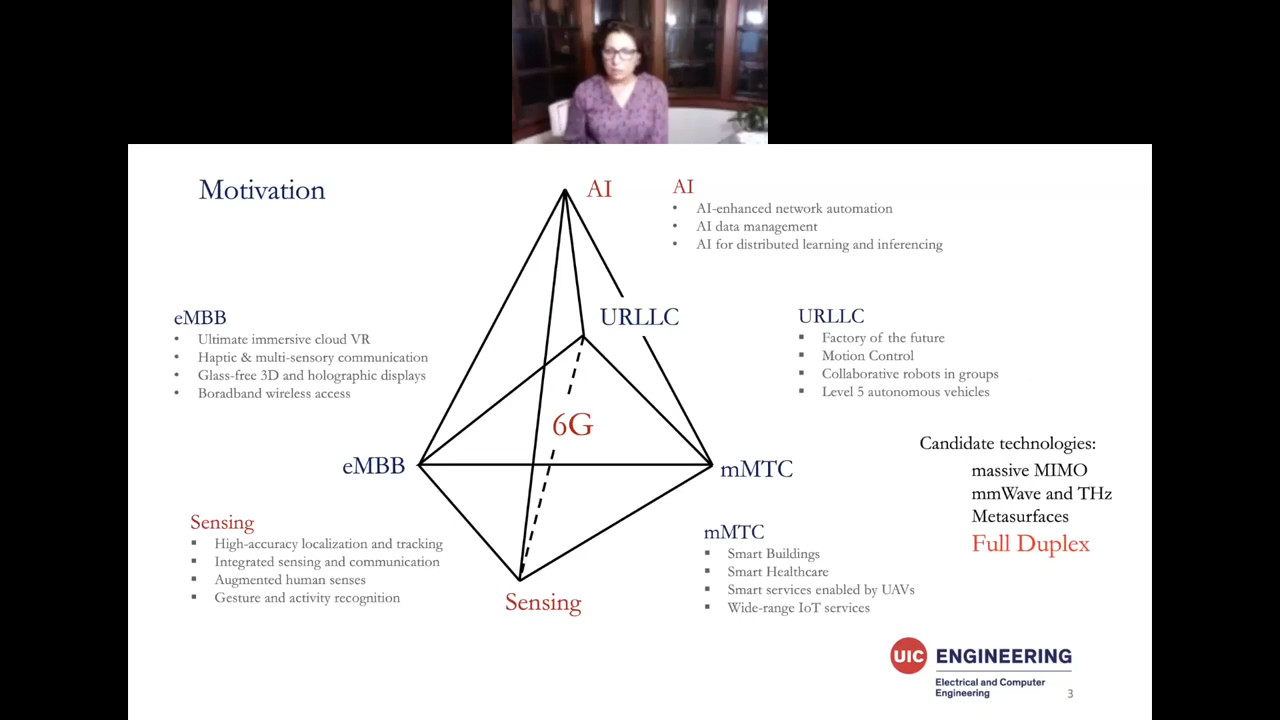 Motivation
AI
AI
• AI-enhanced network automation
• AI data management
• AI for distributed learning and inferencing
eMBB
• Ultimate immersive cloud VR
• Haptic & multi-sensory communication
• Glass-free 3D and holographic displays
• Boradband wireless access
URLLC
URLLC
▪ Factory of the future
▪ Motion Control
▪ Collaborative robots in groups
▪ Level 5 autonomous vehicles
6G
eMBB
mMTC
Candidate technologies:
massive MIMO
mmWave and THz
Metasurfaces
Full Duplex
Sensing
▪ High-accuracy localization and tracking
▪ Integrated sensing and communication
▪ Augmented human senses
▪ Gesture and activity recognition
Sensing
mMTC
▪ Smart Buildings
▪ Smart Healthcare
▪ Smart services enabled by UAVs
▪ Wide-range IoT services
UIC ENGINEERING
Electrical and Computer
Engineering
3